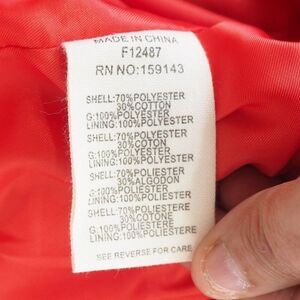 MADE IN CHINA
F12487
RN NO:159143
SHELL:70%POLYESTER
30%COTTON
G:100%POLYESTER
LINING:100%POLYESTER
SHELL:70%POLYESTER
30%COTON
G:100%POLYESTER
LINING:100%POLYESTER
SHELL:70%POLIESTER
30%ALGODON
G:100%POLIESTER
LINING:100%POLIESTER
SHELL:70%POLIESTERE
30%COTONE
G:100%POLIESTERE
LINING:100%POLIESTERE
SEE REVERSE FOR CARE